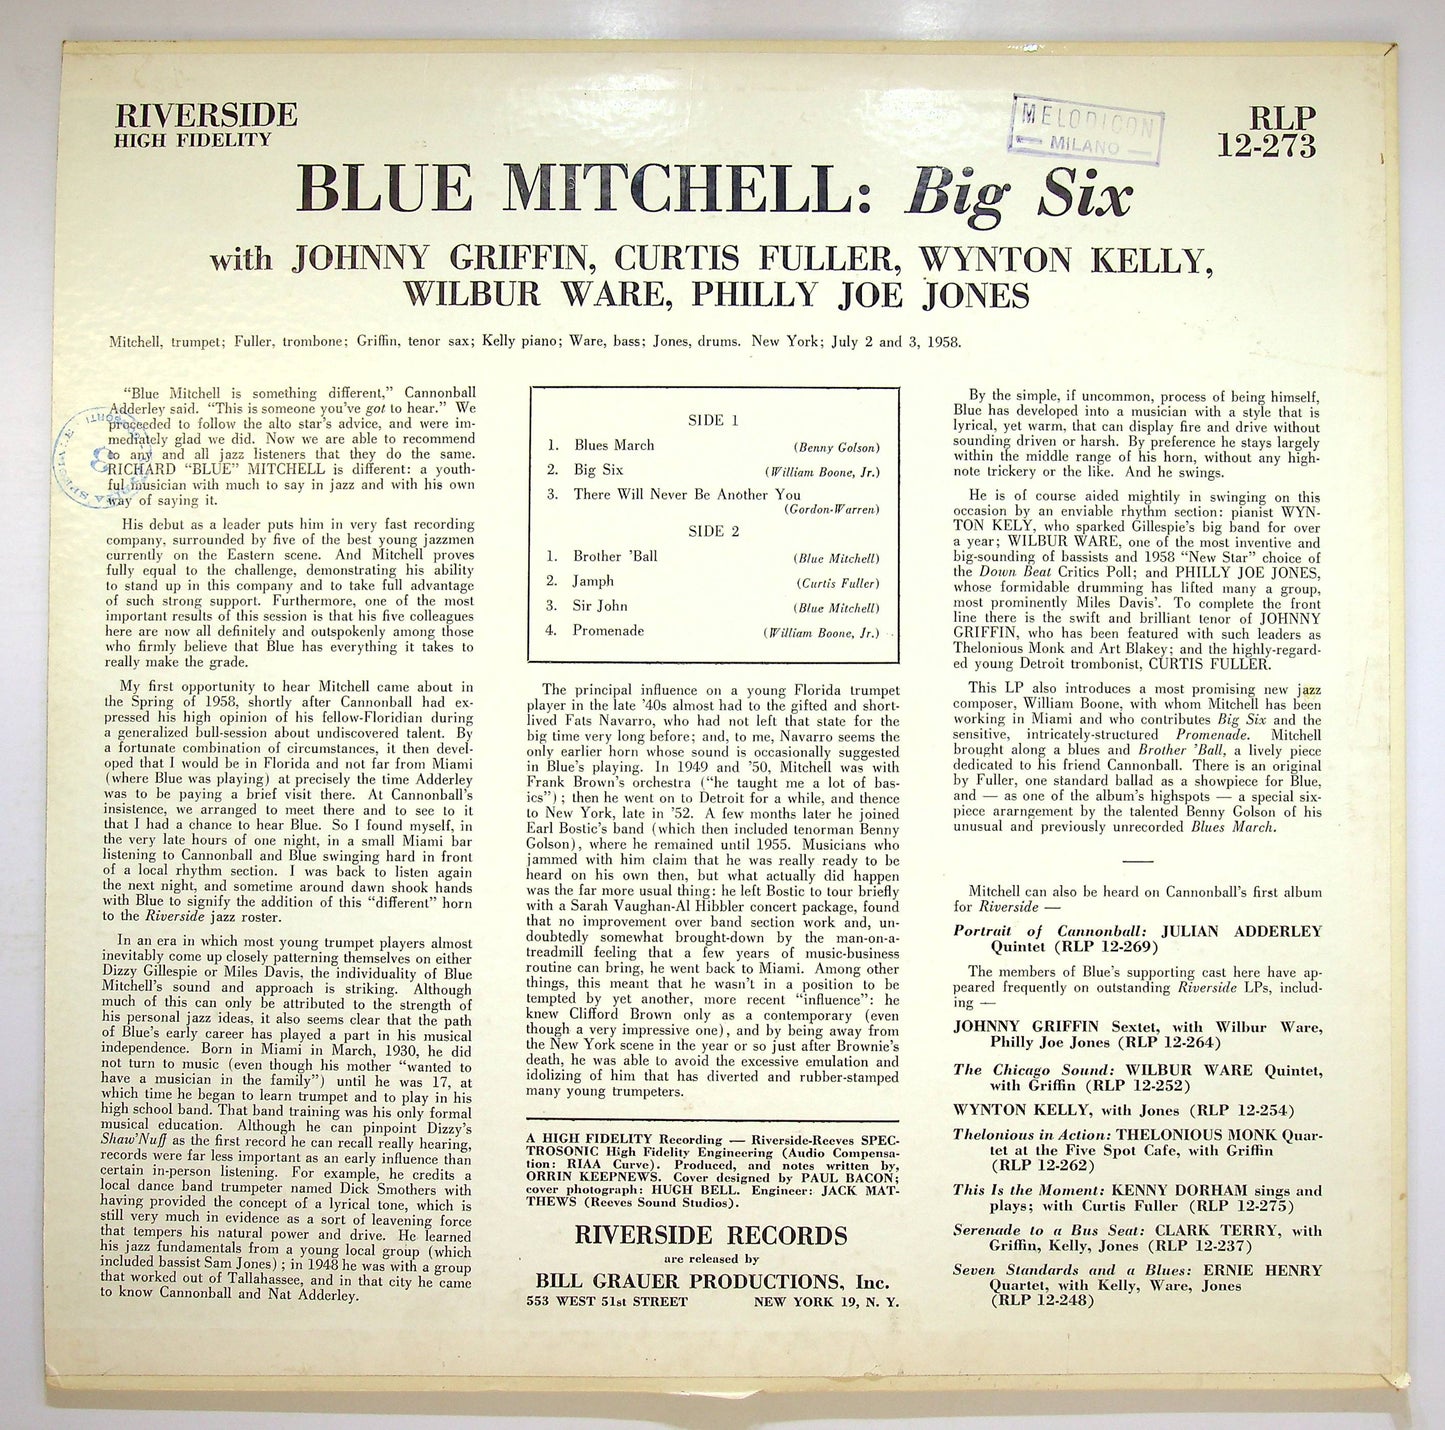 RIVERSIDE
HIGH FIDELITY
MELODICON
MILANO
RLP
12-273
BLUE MITCHELL: Big Six
with JOHNNY GRIFFIN, CURTIS FULLER, WYNTON KELLY,
WILBUR WARE, PHILLY JOE JONES
Mitchell, trumpet; Fuller, trombone; Griffin, tenor sax; Kelly piano; Ware, bass; Jones, drums. New York; July 2 and 3, 1958.
"Blue Mitchell is something different," Cannonball
Adderley said. "This is someone you've got to hear." We
proceeded to follow the alto star's advice, and were im-
mediately glad we did. Now we are able to recommend
to any and all jazz listeners that they do the same.
RICHARD "BLUE" MITCHELL is different: a youth-
ful musician with much to say in jazz and with his own
way of saying it.
His debut as a leader puts him in very fast recording
company, surrounded by five of the best young jazzmen
currently on the Eastern scene. And Mitchell proves
fully equal to the challenge, demonstrating his ability
to stand up in this company and to take full advantage
of such strong support. Furthermore, one of the most
important results of this session is that his five colleagues
here are now all definitely and outspokenly among those
who firmly believe that Blue has everything it takes to
really make the grade.
My first opportunity to hear Mitchell came about in
the Spring of 1958, shortly after Cannonball had ex-
pressed his high opinion of his fellow-Floridian during
a generalized bull-session about undiscovered talent. By
a fortunate combination of circumstances, it then devel-
oped that I would be in Florida and not far from Miami
(where Blue was playing) at precisely the time Adderley
was to be paying a brief visit there. At Cannonball's
insistence, we arranged to meet there and to see to it
that I had a chance to hear Blue. So I found myself, in
the very late hours of one night, in a small Miami bar
listening to Cannonball and Blue swinging hard in front
of a local rhythm section. I was back to listen again
the next night, and sometime around dawn shook hands
with Blue to signify the addition of this "different" horn
to the Riverside jazz roster.
In an era in which most young trumpet players almost
inevitably come up closely patterning themselves on either
Dizzy Gillespie or Miles Davis, the individuality of Blue
Mitchell's sound and approach is striking. Although
much of this can only be attributed to the strength of
his personal jazz ideas, it also seems clear that the path
of Blue's early career has played a part in his musical
independence. Born in Miami in March, 1930, he did
not turn to music (even though his mother "wanted to
have a musician in the family") until he was 17, at
which time he began to learn trumpet and to play in his
high school band. That band training was his only formal
musical education. Although he can pinpoint Dizzy's
Shaw'Nuff as the first record he can recall really hearing,
records were far less important as an early influence than
certain in-person listening. For example, he credits a
local dance band trumpeter named Dick Smothers with
having provided the concept of a lyrical tone, which is
still very much in evidence as a sort of leavening force
that tempers his natural power and drive. He learned
his jazz fundamentals from a young local group (which
included bassist Sam Jones); in 1948 he was with a group
that worked out of Tallahassee, and in that city he came
to know Cannonball and Nat Adderley.
SIDE 1
1. Blues March (Benny Golson)
2. Big Six (William Boone, Jr.)
3. There Will Never Be Another You
(Gordon-Warren)
SIDE 2
1. Brother 'Ball (Blue Mitchell)
2. Jamph (Curtis Fuller)
3. Sir John (Blue Mitchell)
4. Promenade (William Boone, Jr.)
The principal influence on a young Florida trumpet
player in the late '40s almost had to the gifted and short-
lived Fats Navarro, who had not left that state for the
big time very long before; and, to me, Navarro seems the
only earlier horn whose sound is occasionally suggested
in Blue's playing. In 1949 and '50, Mitchell was with
Frank Brown's orchestra ("he taught me a lot of bas-
ics"); then he went on to Detroit for a while, and thence
to New York, late in '52. A few months later he joined
Earl Bostic's band (which then included tenorman Benny
Golson), where he remained until 1955. Musicians who
jammed with him claim that he was really ready to be
heard on his own then, but what actually did happen
was the far more usual thing: he left Bostic to tour briefly
with a Sarah Vaughan-Al Hibbler concert package, found
that no improvement over band section work and, un-
doubtedly somewhat brought-down by the man-on-a-
treadmill feeling that a few years of music-business
routine can bring, he went back to Miami. Among other
things, this meant that he wasn't in a position to be
tempted by yet another, more recent "influence": he
knew Clifford Brown only as a contemporary (even
though a very impressive one), and by being away from
the New York scene in the year or so just after Brownie's
death, he was able to avoid the excessive emulation and
idolizing of him that has diverted and rubber-stamped
many young trumpeters.
A HIGH FIDELITY Recording — Riverside-Reeves SPEC-
TROSONIC High Fidelity Engineering (Audio Compensa-
tion: RIAA Curve). Produced, and notes written by,
ORRIN KEEPNEWS. Cover designed by PAUL BACON;
cover photograph: HUGH BELL. Engineer: JACK MAT-
THEWS (Reeves Sound Studios).
RIVERSIDE RECORDS
are released by
BILL GRAUER PRODUCTIONS, Inc.
553 WEST 51st STREET NEW YORK 19, N. Y.
By the simple, if uncommon, process of being himself,
Blue has developed into a musician with a style that is
lyrical, yet warm, that can display fire and drive without
sounding driven or harsh. By preference he stays largely
within the middle range of his horn, without any high-
note trickery or the like. And he swings.
He is of course aided mightily in swinging on this
occasion by an enviable rhythm section: pianist WYN-
TON KELY, who sparked Gillespie's big band for over
a year; WILBUR WARE, one of the most inventive and
big-sounding of bassists and 1958 "New Star" choice of
the Down Beat Critics Poll; and PHILLY JOE JONES,
whose formidable drumming has lifted many a group,
most prominently Miles Davis'. To complete the front
line there is the swift and brilliant tenor of JOHNNY
GRIFFIN, who has been featured with such leaders as
Thelonious Monk and Art Blakey; and the highly-regard-
ed young Detroit trombonist, CURTIS FULLER.
This LP also introduces a most promising new jazz
composer, William Boone, with whom Mitchell has been
working in Miami and who contributes Big Six and the
sensitive, intricately-structured Promenade. Mitchell
brought along a blues and Brother 'Ball, a lively piece
dedicated to his friend Cannonball. There is an original
by Fuller, one standard ballad as a showpiece for Blue,
and — as one of the album's highspots — a special six-
piece ararngement by the talented Benny Golson of his
unusual and previously unrecorded Blues March.
Mitchell can also be heard on Cannonball's first album
for Riverside —
Portrait of Cannonball: JULIAN ADDERLEY
Quintet (RLP 12-269)
The members of Blue's supporting cast here have ap-
peared frequently on outstanding Riverside LPs, includ-
ing —
JOHNNY GRIFFIN Sextet, with Wilbur Ware,
Philly Joe Jones (RLP 12-264)
The Chicago Sound: WILBUR WARE Quintet,
with Griffin (RLP 12-252)
WYNTON KELLY, with Jones (RLP 12-254)
Thelonious in Action: THELONIOUS MONK Quar-
tet at the Five Spot Cafe, with Griffin
(RLP 12-262)
This Is the Moment: KENNY DORHAM sings and
plays; with Curtis Fuller (RLP 12-275)
Serenade to a Bus Seat: CLARK TERRY, with
Griffin, Kelly, Jones (RLP 12-237)
Seven Standards and a Blues: ERNIE HENRY
Quartet, with Kelly, Ware, Jones
(RLP 12-248)